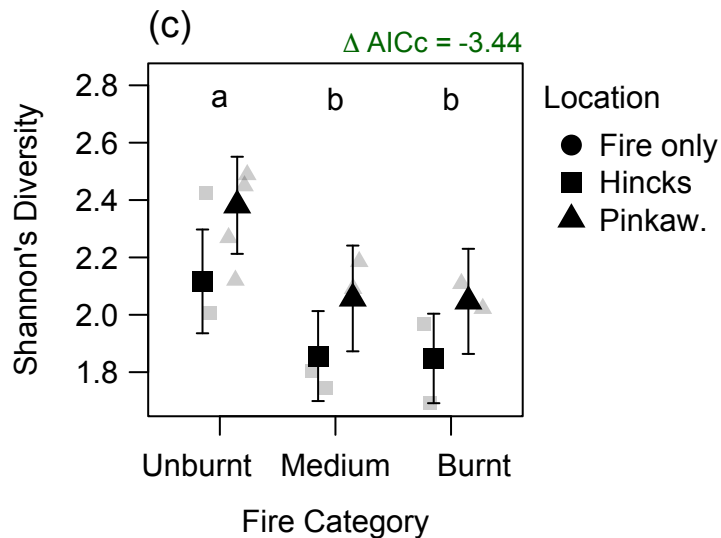 (c)
Δ AICc = -3.44
Shannon's Diversity
2.8
2.6
2.4
2.2
2.0
1.8
a
b
b
Unburnt
Medium
Burnt
Fire Category
Location
Fire only
Hincks
Pinkaw.